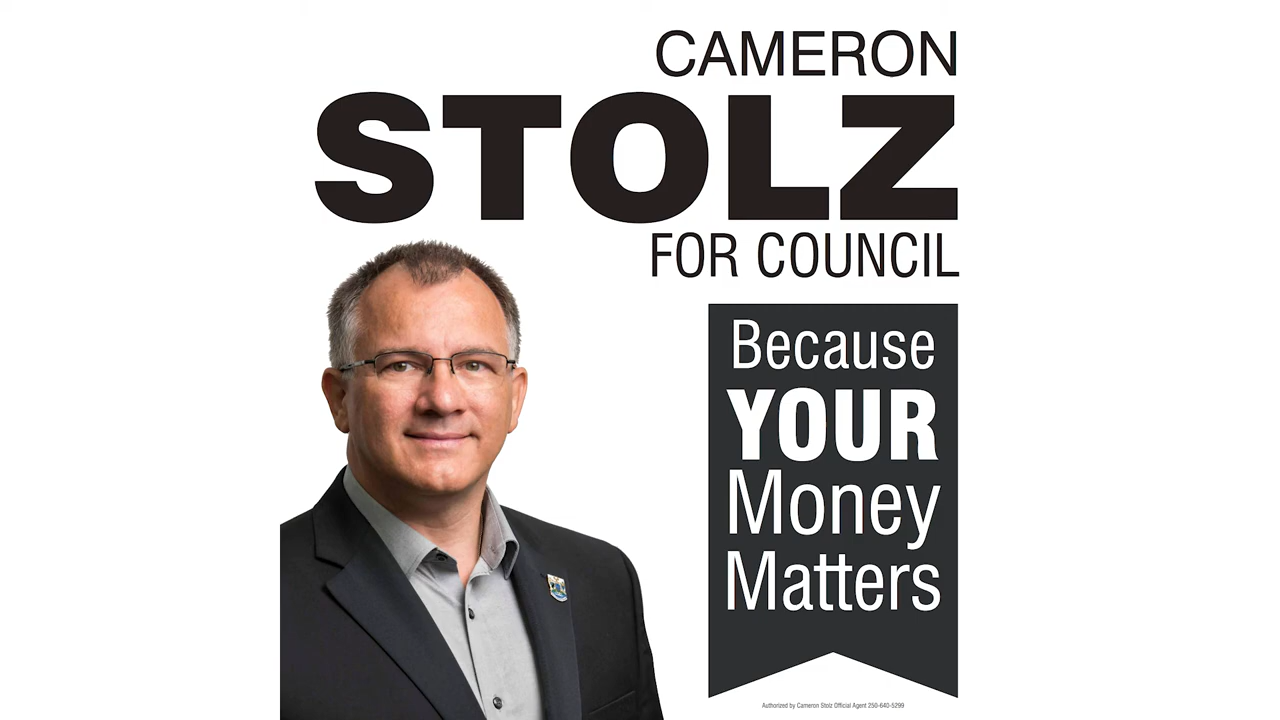 CAMERON
STOLZ
FOR COUNCIL
Because
YOUR
Money
Matters
Authorized by Cameron Stolz Official Agent 250-640-5299